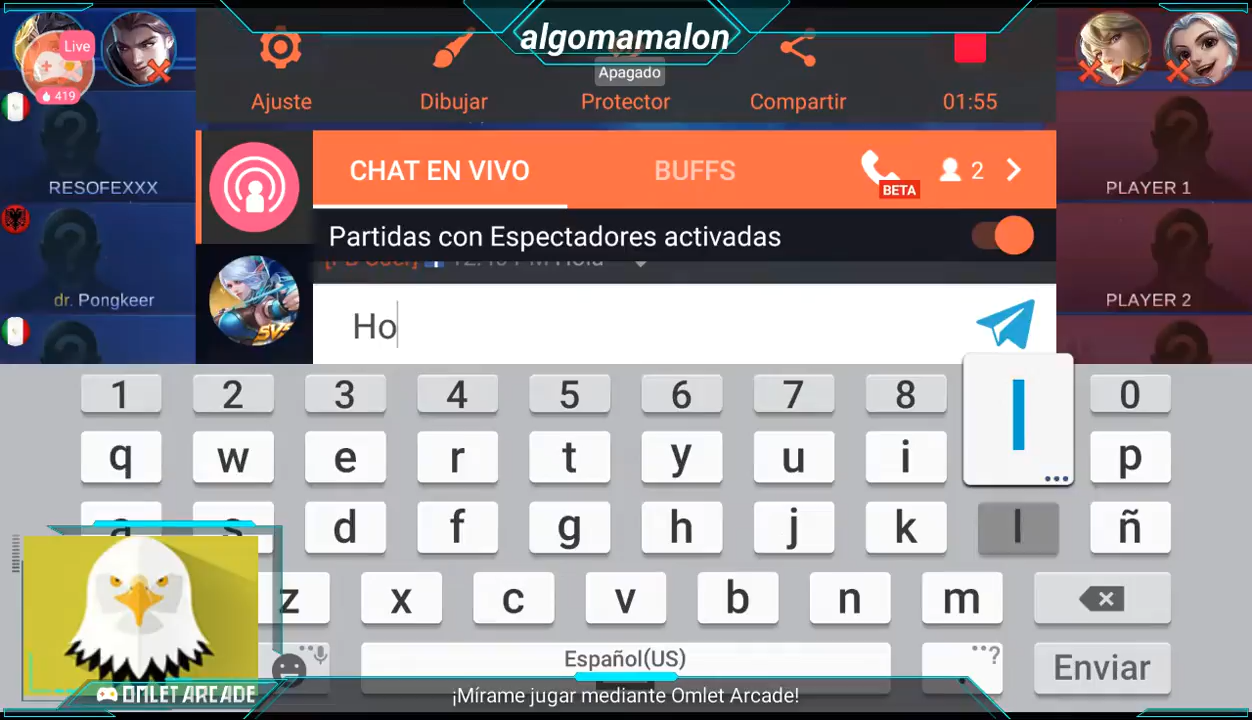 algomamalon
Live
419
Apagado
Ajuste
Dibujar
Protector
Compartir
01:55
CHAT EN VIVO
BUFFS
BETA
2
RESOFEXXX
PLAYER 1
Partidas con Espectadores activadas
dr. Pongkeer
SVS
PLAYER 2
Ho
1 2 3 4 5 6 7 8 0
l
q w e r t y u i p
d f g h j k l ñ
z x c v b n m
Español(US)
?
Enviar
OMLET ARCADE
¡Mírame jugar mediante Omlet Arcade!